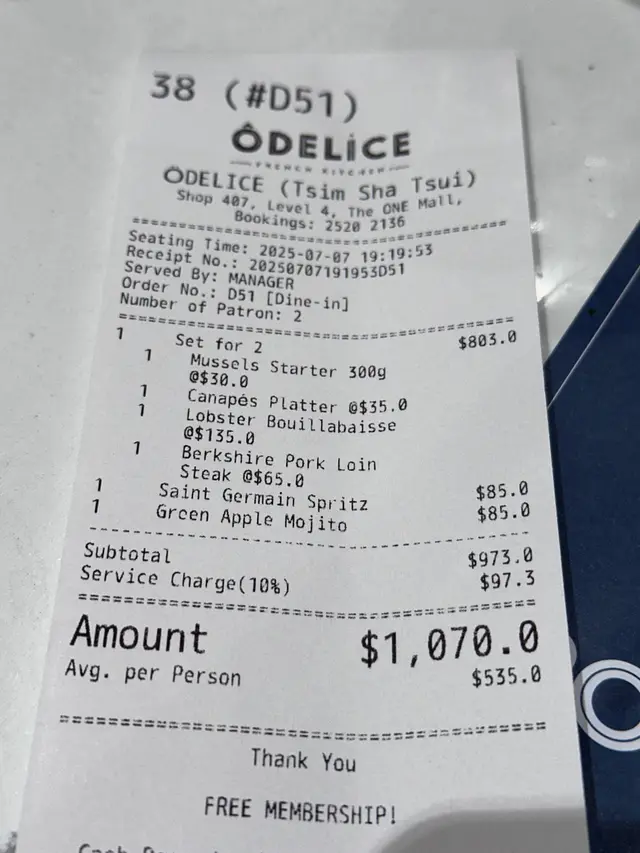 38 (#D51)
ÔDELICE
FRENCH KITCHEN
ÔDELICE (Tsim Sha Tsui)
Shop 407, Level 4, The ONE Mall,
Bookings: 2520 2136
Seating Time: 2025-07-07 19:19:53
Receipt No.: 20250707191953D51
Served By: MANAGER
Order No.: D51 [Dine-in]
Number of Patron: 2
1 Set for 2 $803.0
1 Mussels Starter 300g
@$30.0
1 Canapés Platter @$35.0
1 Lobster Bouillabaisse
@$135.0
1 Berkshire Pork Loin
Steak @$65.0
1 Saint Germain Spritz $85.0
1 Green Apple Mojito $85.0
Subtotal $973.0
Service Charge(10%) $97.3
Amount $1,070.0
Avg. per Person $535.0
Thank You
FREE MEMBERSHIP!